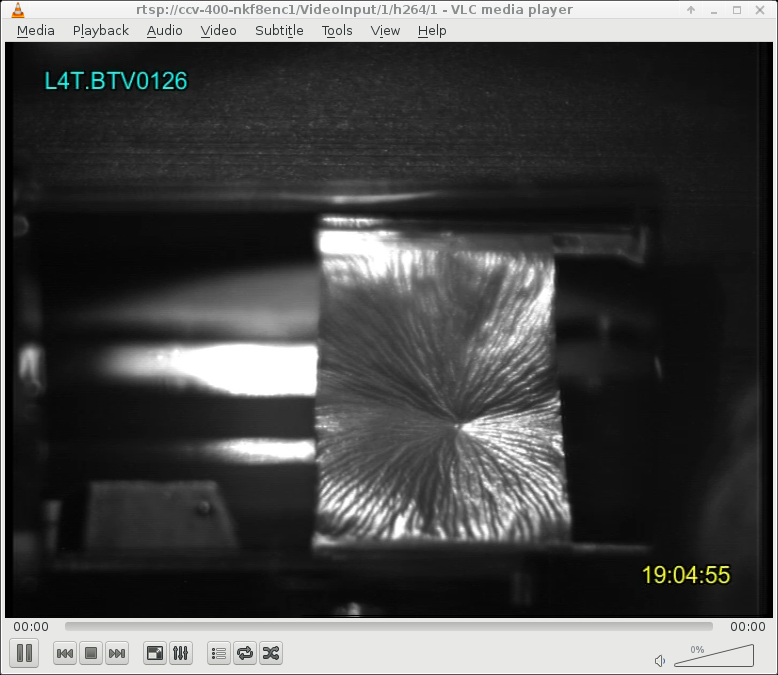 rtsp://ccv-400-nkf8enc1/VideoInput/1/h264/1 - VLC media player
Media Playback Audio Video Subtitle Tools View Help
L4T.BTV0126
19:04:55
00:00 00:00
0%